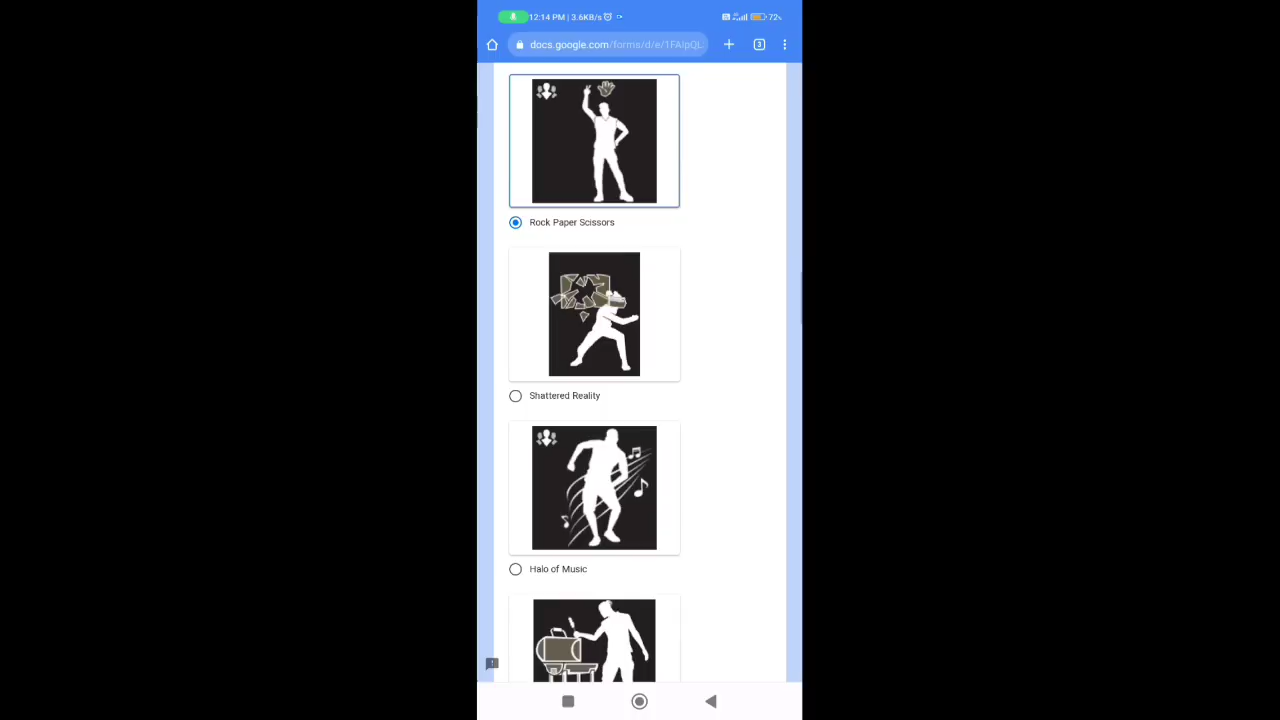 12:14 PM | 3.6KB/s
72%
docs.google.com/forms/d/e/1FAIpQL
3
Rock Paper Scissors
Shattered Reality
Halo of Music